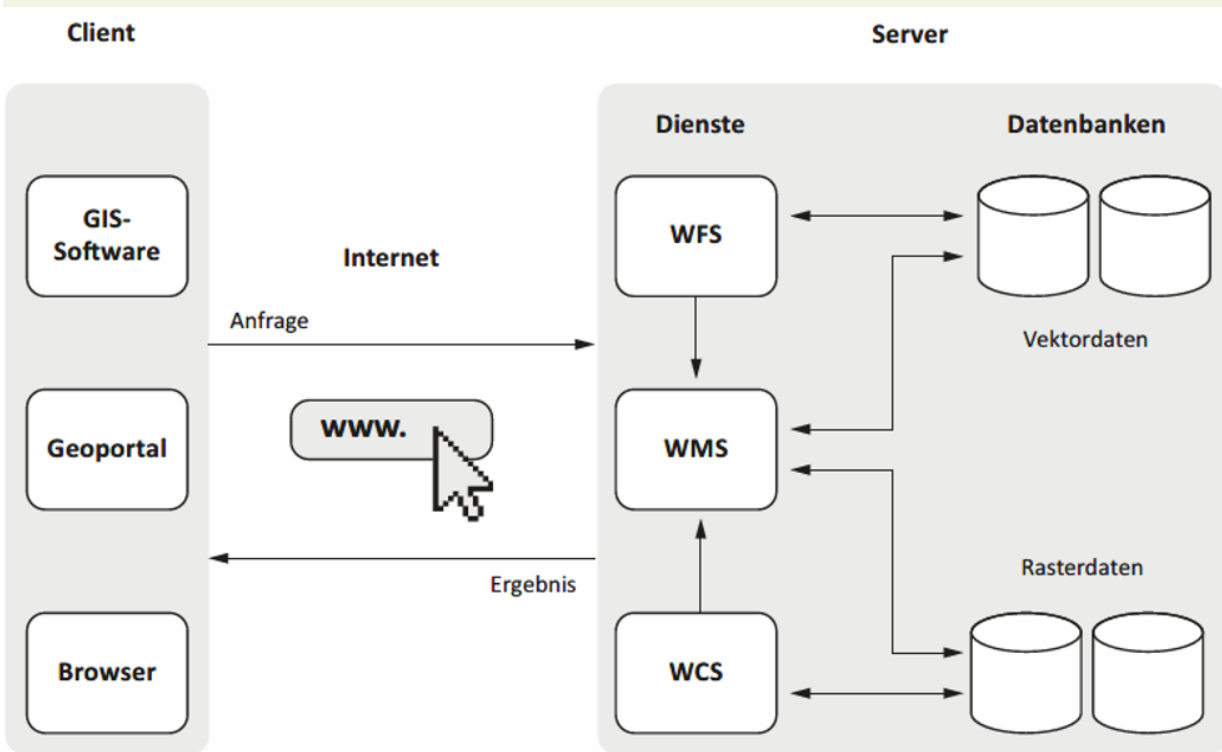 Client
Server
Dienste
Datenbanken
GIS-
Software
WFS
Internet
Anfrage
Vektordaten
www.
Geoportal
WMS
Rasterdaten
Ergebnis
Browser
WCS